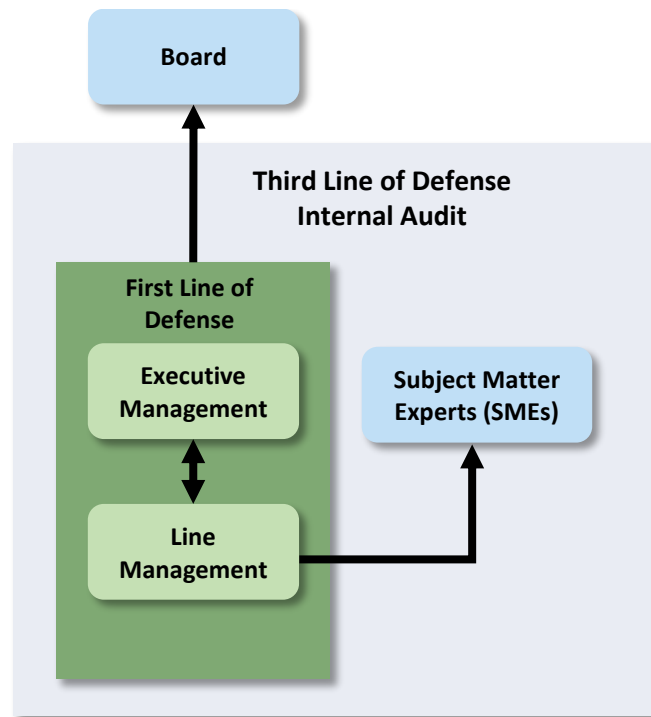 Board
Third Line of Defense
Internal Audit
First Line of
Defense
Executive
Management
Subject Matter
Experts (SMEs)
Line
Management